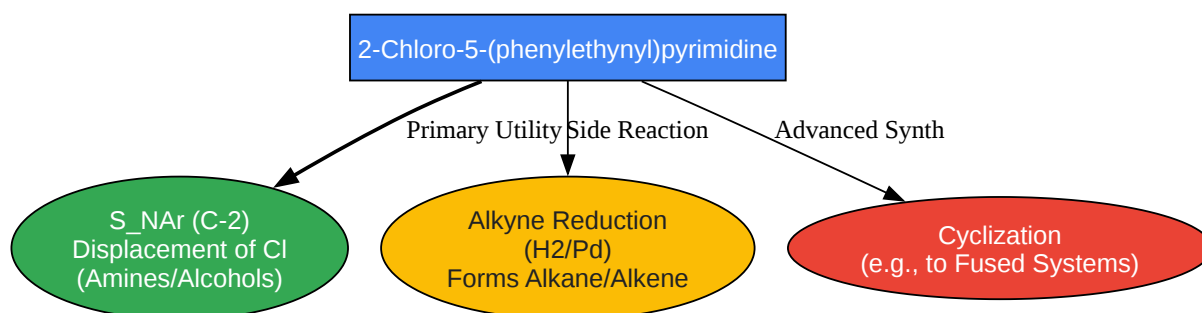 2-Chloro-5-(phenylethynyl)pyrimidine
Primary Utility
Side Reaction
Advanced Synth
S_NAr (C-2)
Displacement of Cl
(Amines/Alcohols)
Alkyne Reduction
(H2/Pd)
Forms Alkane/Alkene
Cyclization
(e.g., to Fused Systems)